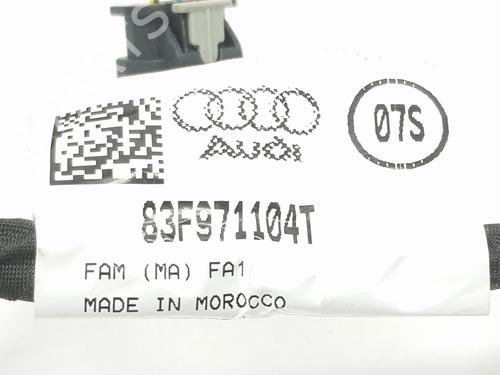 AUDI
07S
83F971104T
FAM (MA) FA1
MADE IN MOROCCO